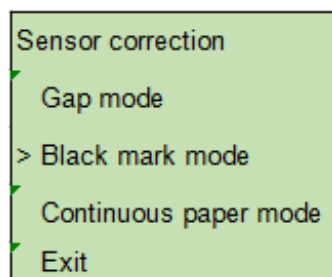 Sensor correction
Gap mode
> Black mark mode
Continuous paper mode
Exit